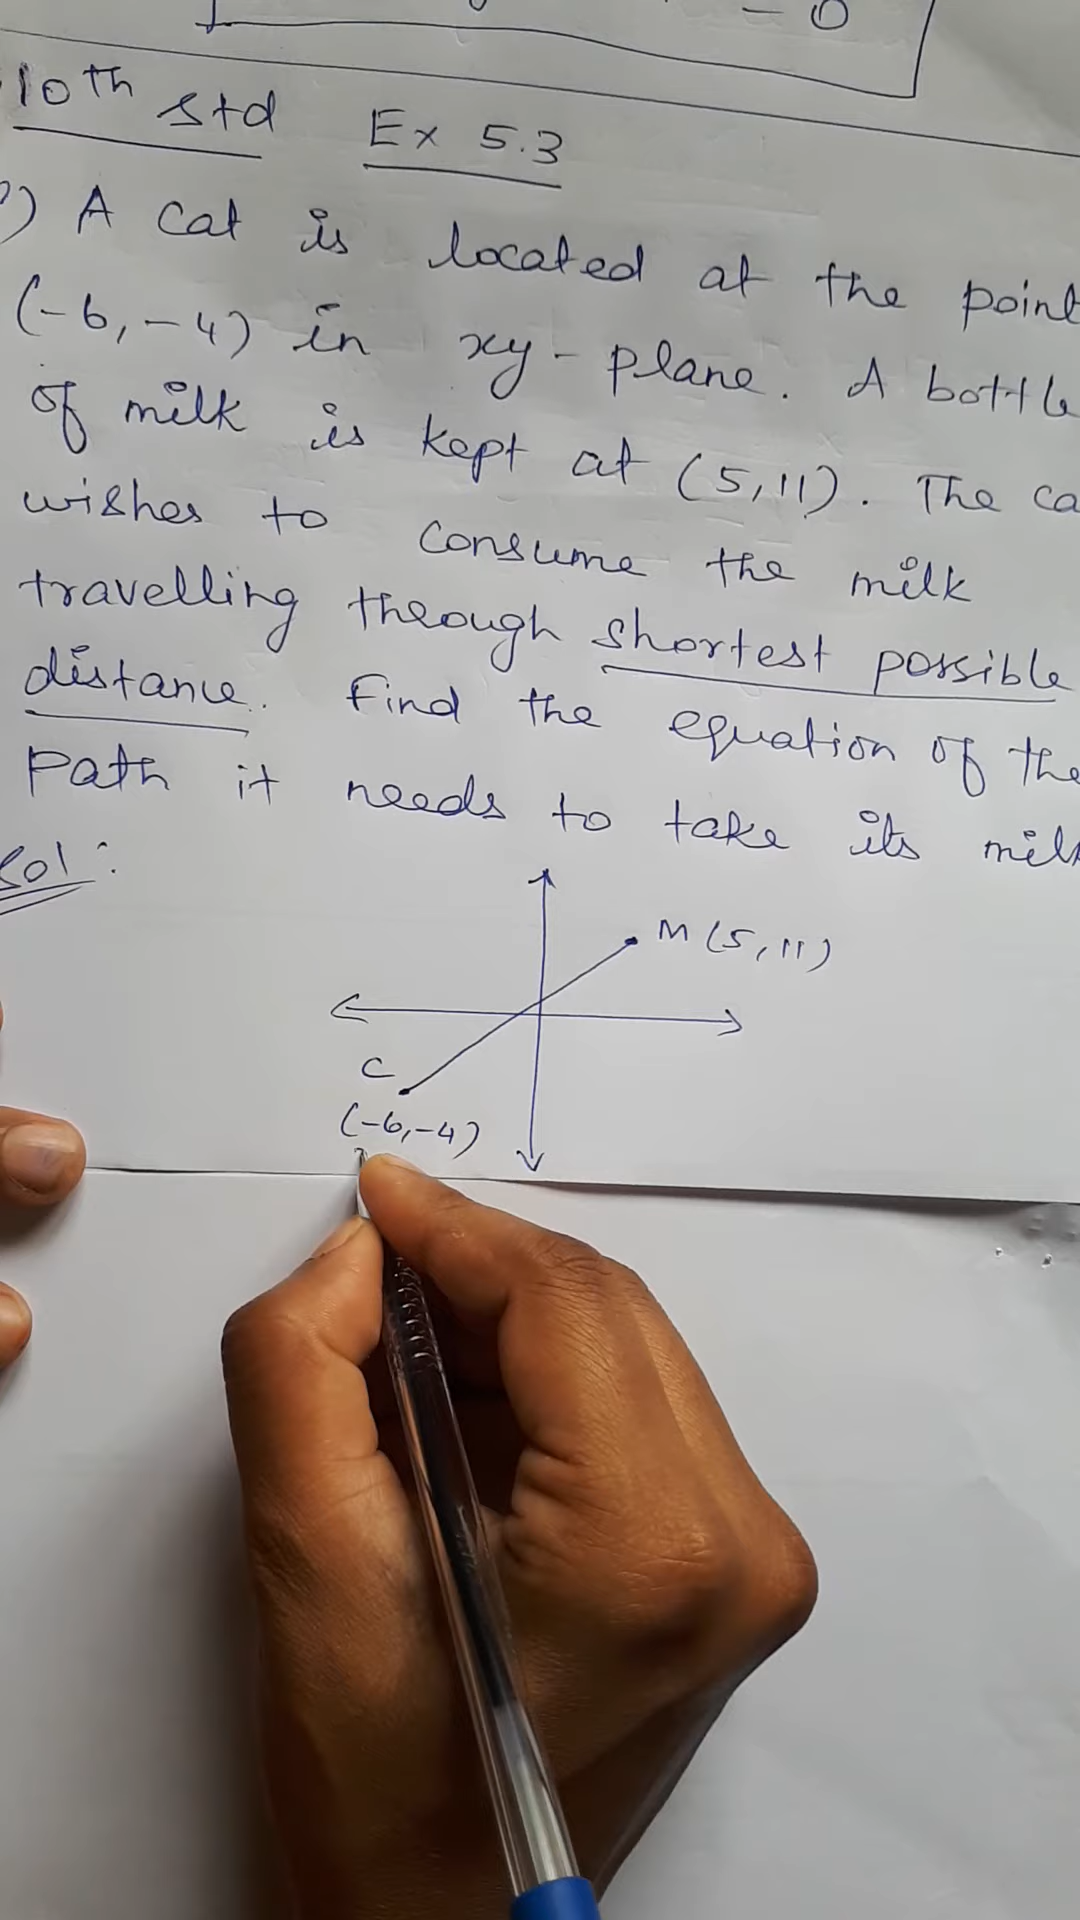 - 0
10th std Ex 5.3
) A cat is located at the point
(-6,-4) in xy-plane. A bottle
of milk is kept at (5,11). The ca
wishes to consume the milk
travelling through shortest possible
distance. Find the equation of the
Path it needs to take its milk
Sol:
M(5,11)
C
(-6,-4)